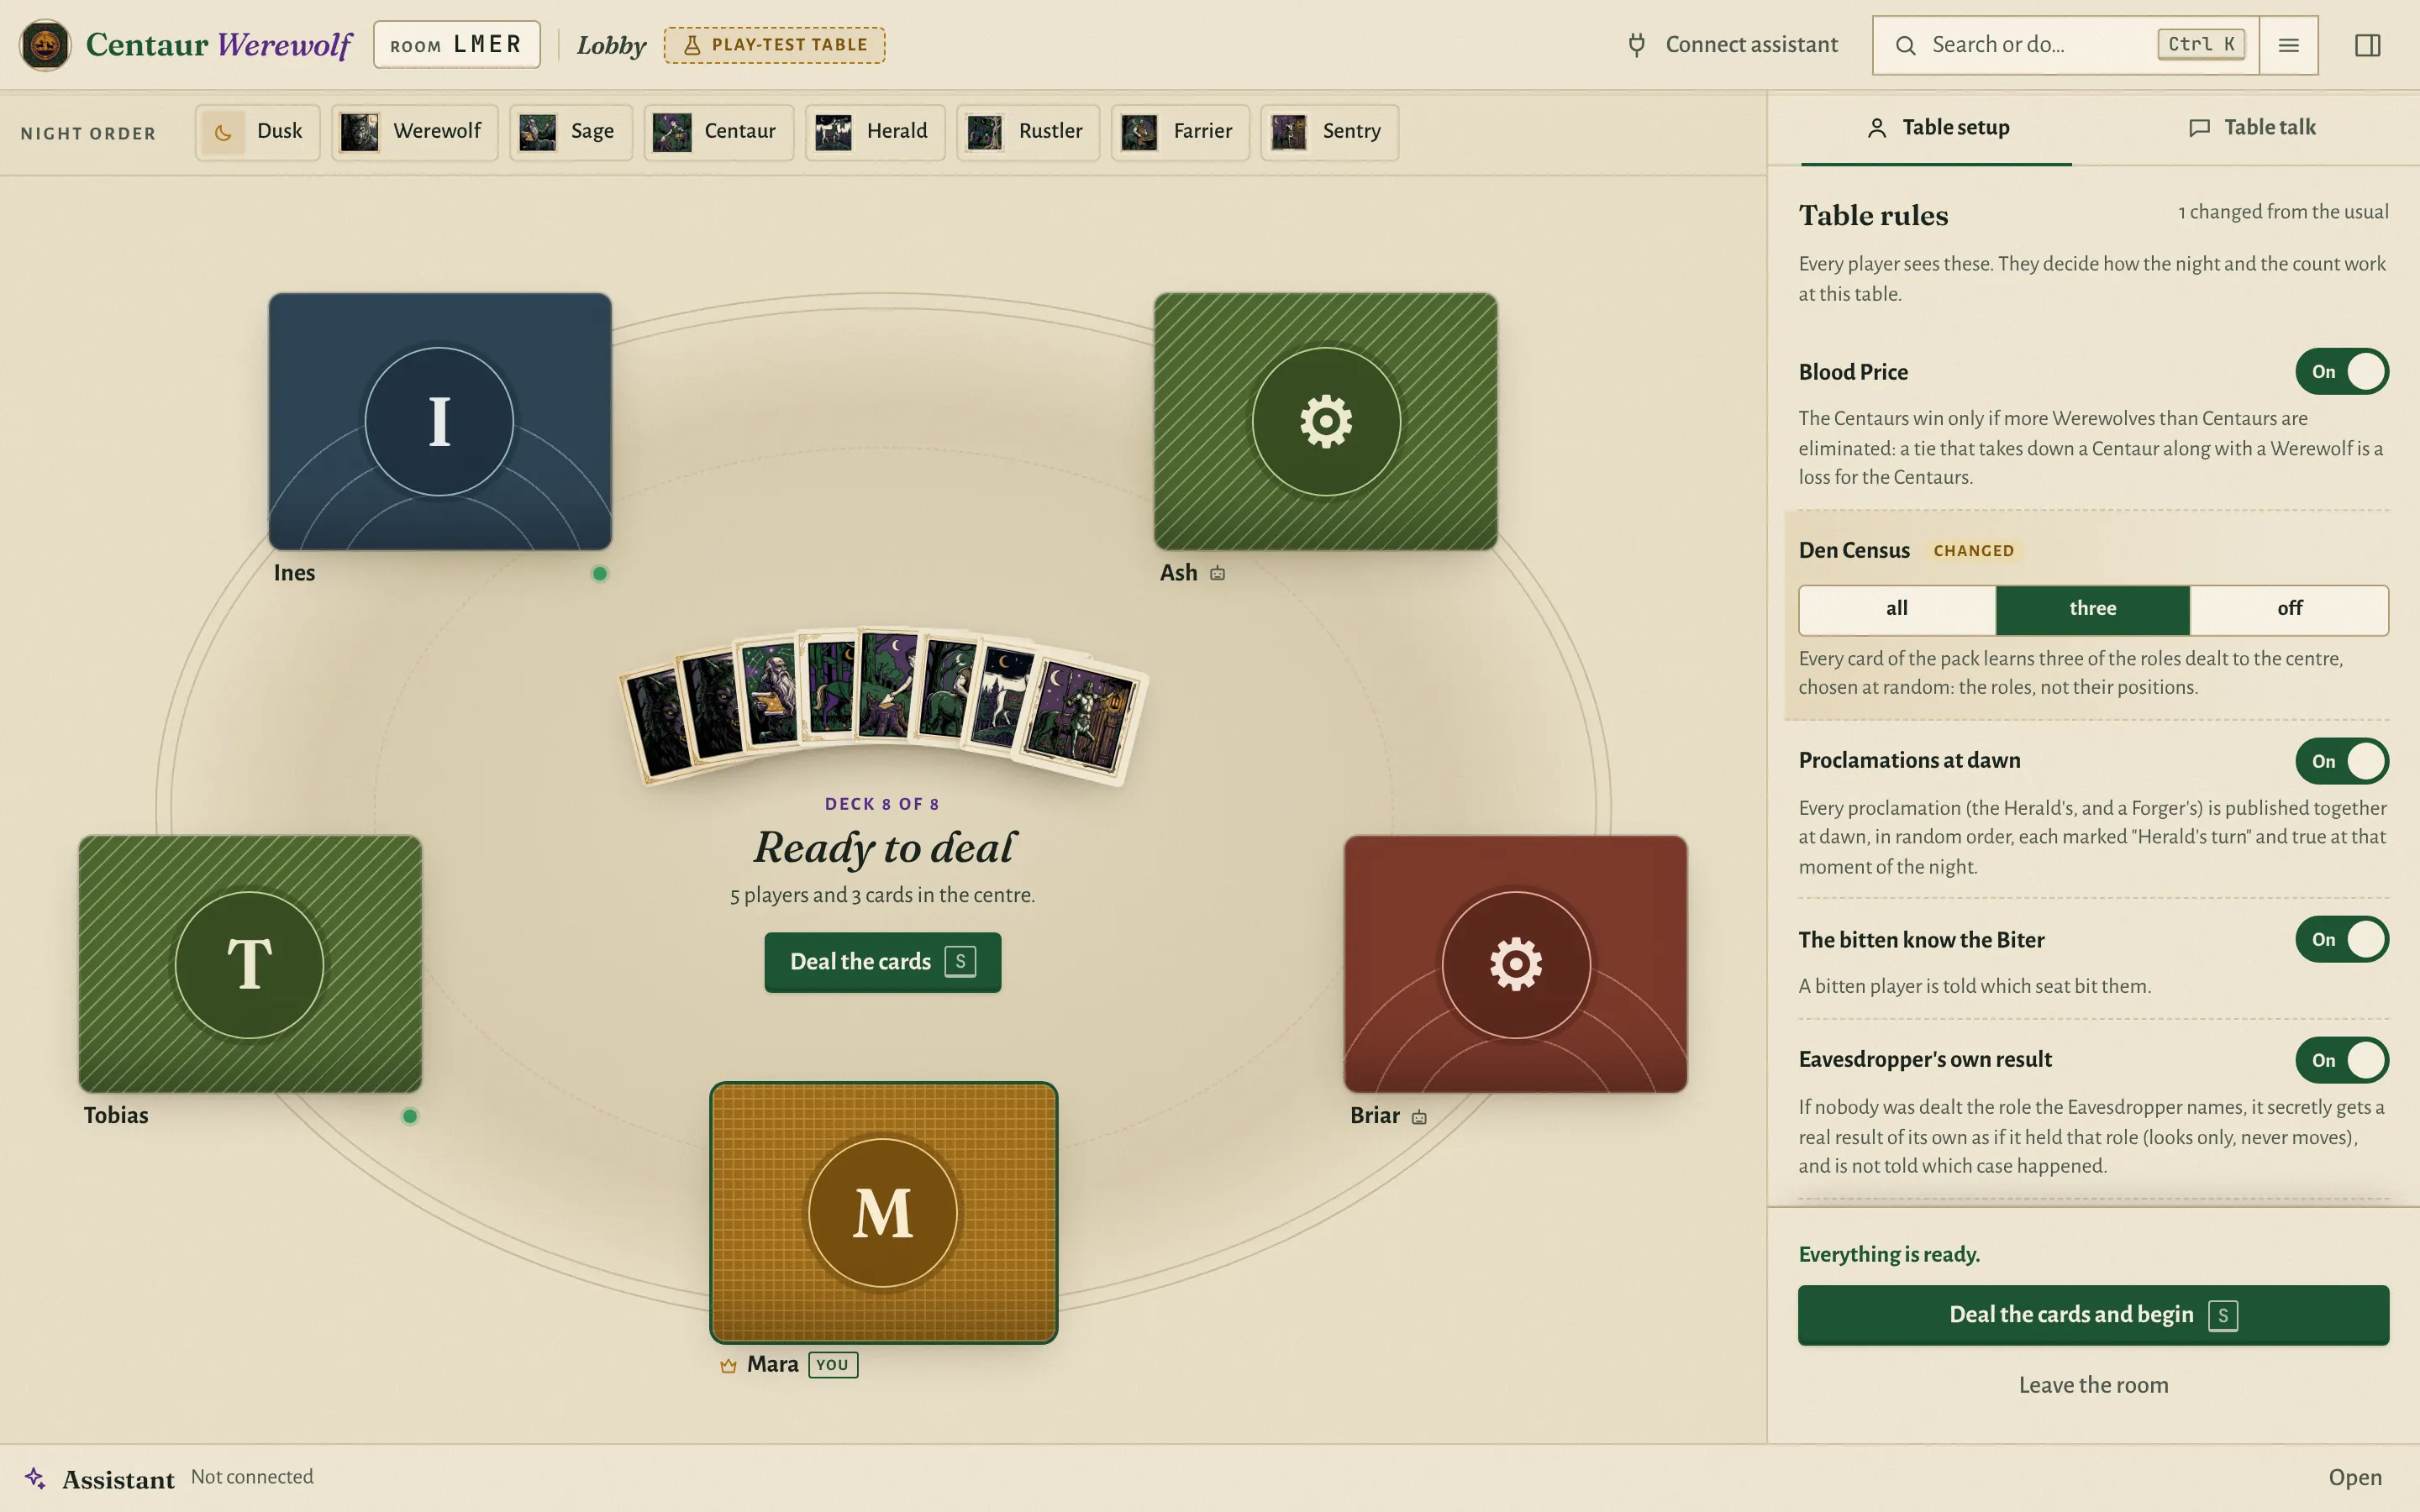 Centaur Werewolf
ROOM LMER
Lobby
PLAY-TEST TABLE
Connect assistant
Search or do...
Ctrl K
NIGHT ORDER
Dusk
Werewolf
Sage
Centaur
Herald
Rustler
Farrier
Sentry
Table setup
Table talk
I
Ines
Ash
T
Tobias
Briar
M
Mara YOU
DECK 8 OF 8
Ready to deal
5 players and 3 cards in the centre.
Deal the cards S
Table rules
1 changed from the usual
Every player sees these. They decide how the night and the count work
at this table.
Blood Price
On
The Centaurs win only if more Werewolves than Centaurs are
eliminated: a tie that takes down a Centaur along with a Werewolf is a
loss for the Centaurs.
Den Census CHANGED
all
three
off
Every card of the pack learns three of the roles dealt to the centre,
chosen at random: the roles, not their positions.
Proclamations at dawn
On
Every proclamation (the Herald's, and a Forger's) is published together
at dawn, in random order, each marked "Herald's turn" and true at that
moment of the night.
The bitten know the Biter
On
A bitten player is told which seat bit them.
Eavesdropper's own result
On
If nobody was dealt the role the Eavesdropper names, it secretly gets a
real result of its own as if it held that role (looks only, never moves),
and is not told which case happened.
Everything is ready.
Deal the cards and begin S
Leave the room
Assistant Not connected
Open